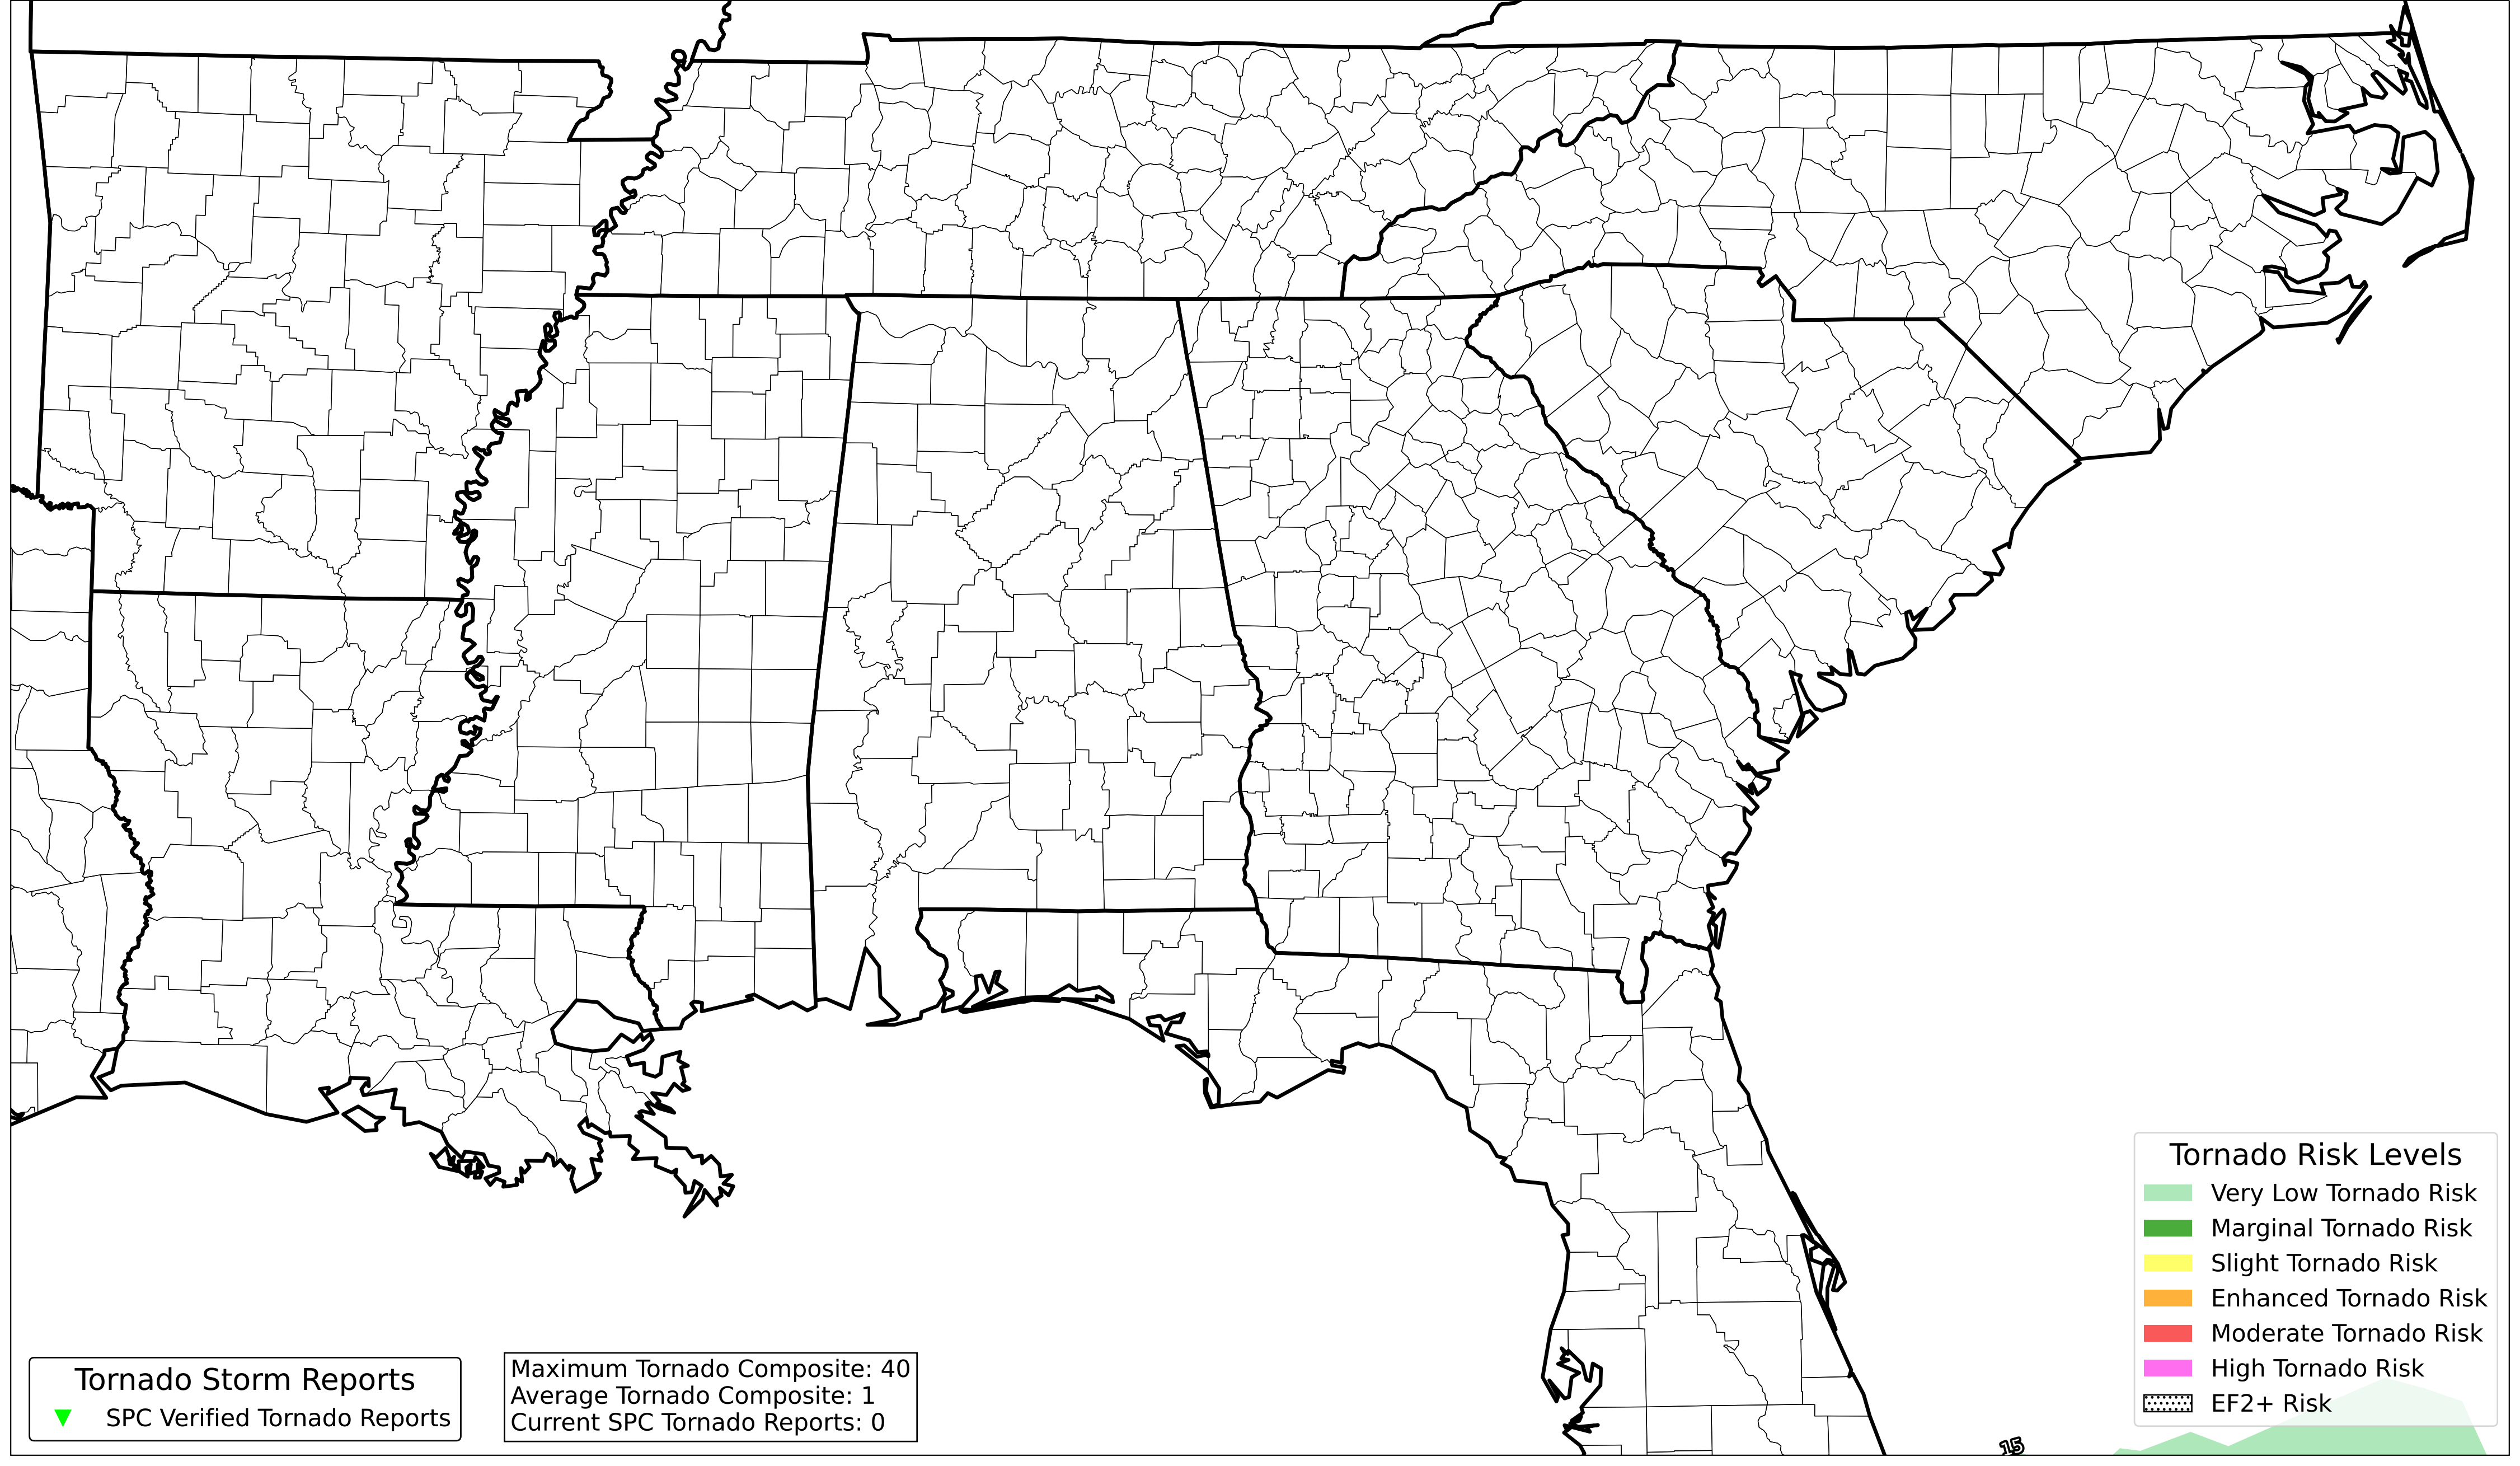 Tornado Risk Levels
Very Low Tornado Risk
Marginal Tornado Risk
Slight Tornado Risk
Enhanced Tornado Risk
Moderate Tornado Risk
High Tornado Risk
EF2+ Risk
Tornado Storm Reports
SPC Verified Tornado Reports
Maximum Tornado Composite: 40
Average Tornado Composite: 1
Current SPC Tornado Reports: 0
15